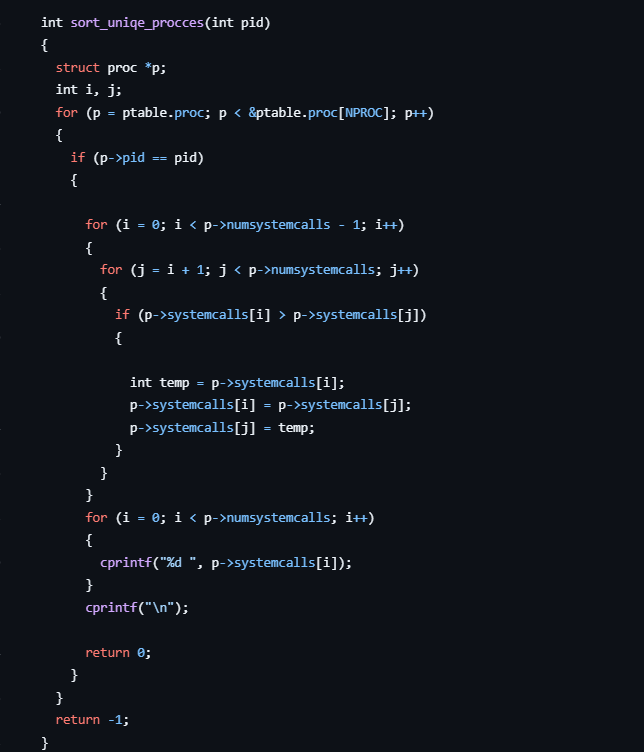 int sort_uniqe_procces(int pid)
{
  struct proc *p;
  int i, j;
  for (p = ptable.proc; p < &ptable.proc[NPROC]; p++)
  {
    if (p->pid == pid)
    {

      for (i = 0; i < p->numsystemcalls - 1; i++)
      {
        for (j = i + 1; j < p->numsystemcalls; j++)
        {
          if (p->systemcalls[i] > p->systemcalls[j])
          {

            int temp = p->systemcalls[i];
            p->systemcalls[i] = p->systemcalls[j];
            p->systemcalls[j] = temp;
          }
        }
      }
      for (i = 0; i < p->numsystemcalls; i++)
      {
        cprintf("%d ", p->systemcalls[i]);
      }
      cprintf("\n");

      return 0;
    }
  }
  return -1;
}